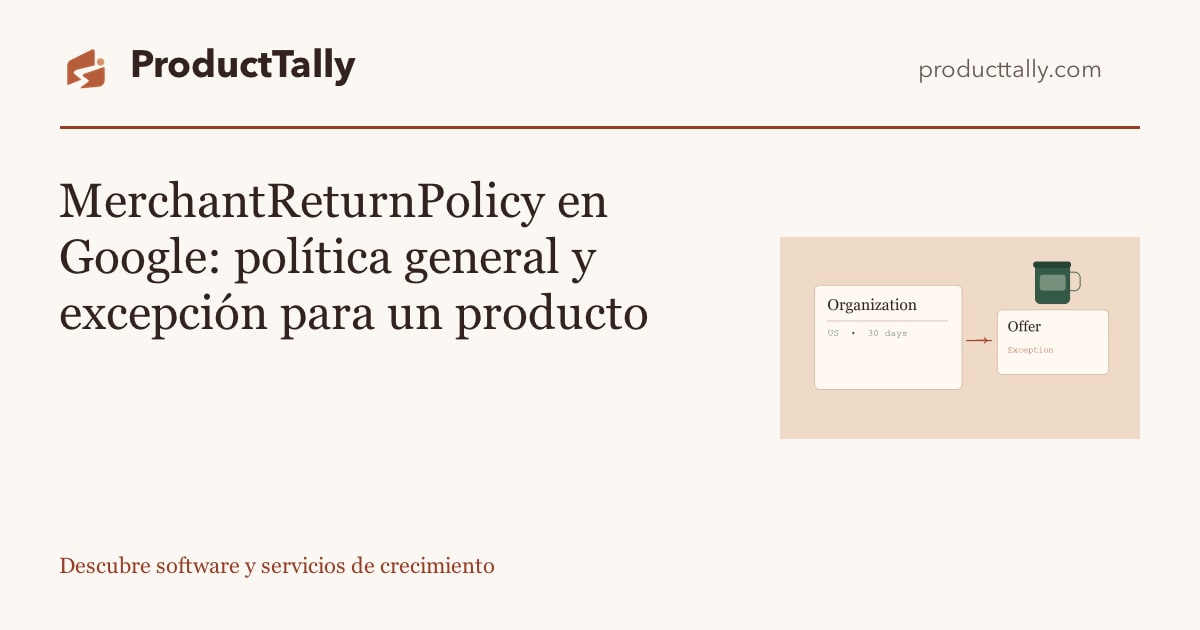 ProductTally
producttally.com
MerchantReturnPolicy en
Google: política general y
excepción para un producto
Organization
US • 30 days
Offer
Exception
Descubre software y servicios de crecimiento